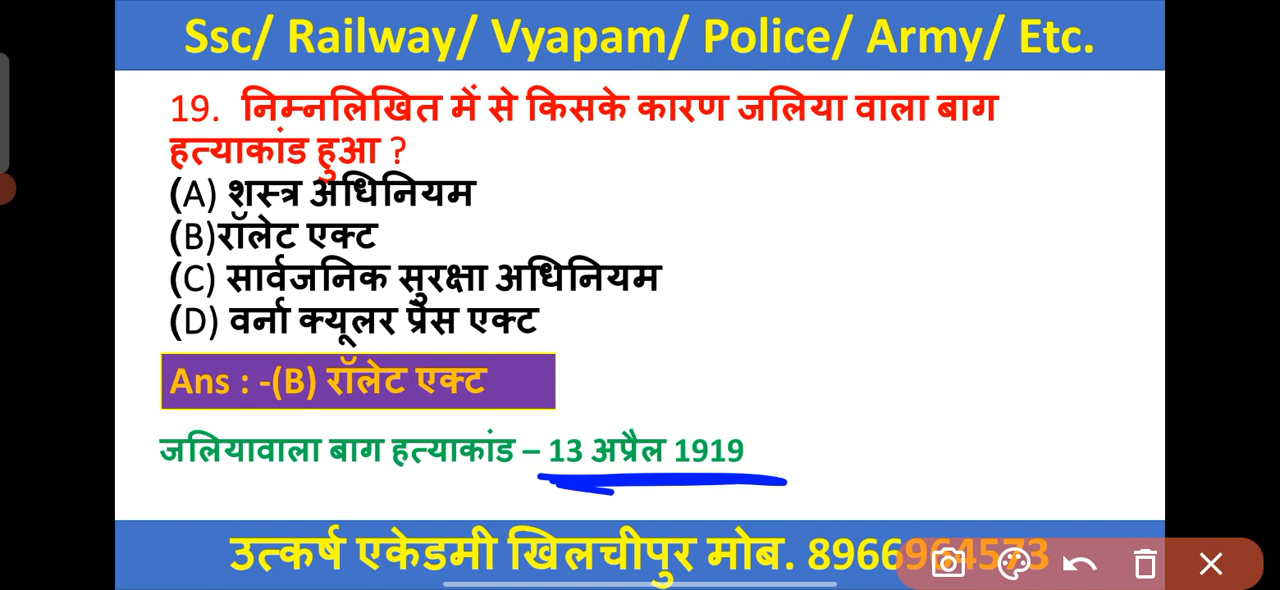 Ssc/ Railway/ Vyapam/ Police/ Army/ Etc.
19. निम्नलिखित में से किसके कारण जलिया वाला बाग
हत्याकांड हुआ ?
(A) शस्त्र अधिनियम
(B)रॉलेट एक्ट
(C) सार्वजनिक सुरक्षा अधिनियम
(D) वर्ना क्यूलर प्रैस एक्ट
Ans : -(B) रॉलेट एक्ट
जलियावाला बाग हत्याकांड – 13 अप्रैल 1919
उत्कर्ष एकेडमी खिलचीपुर मोब. 8966964573